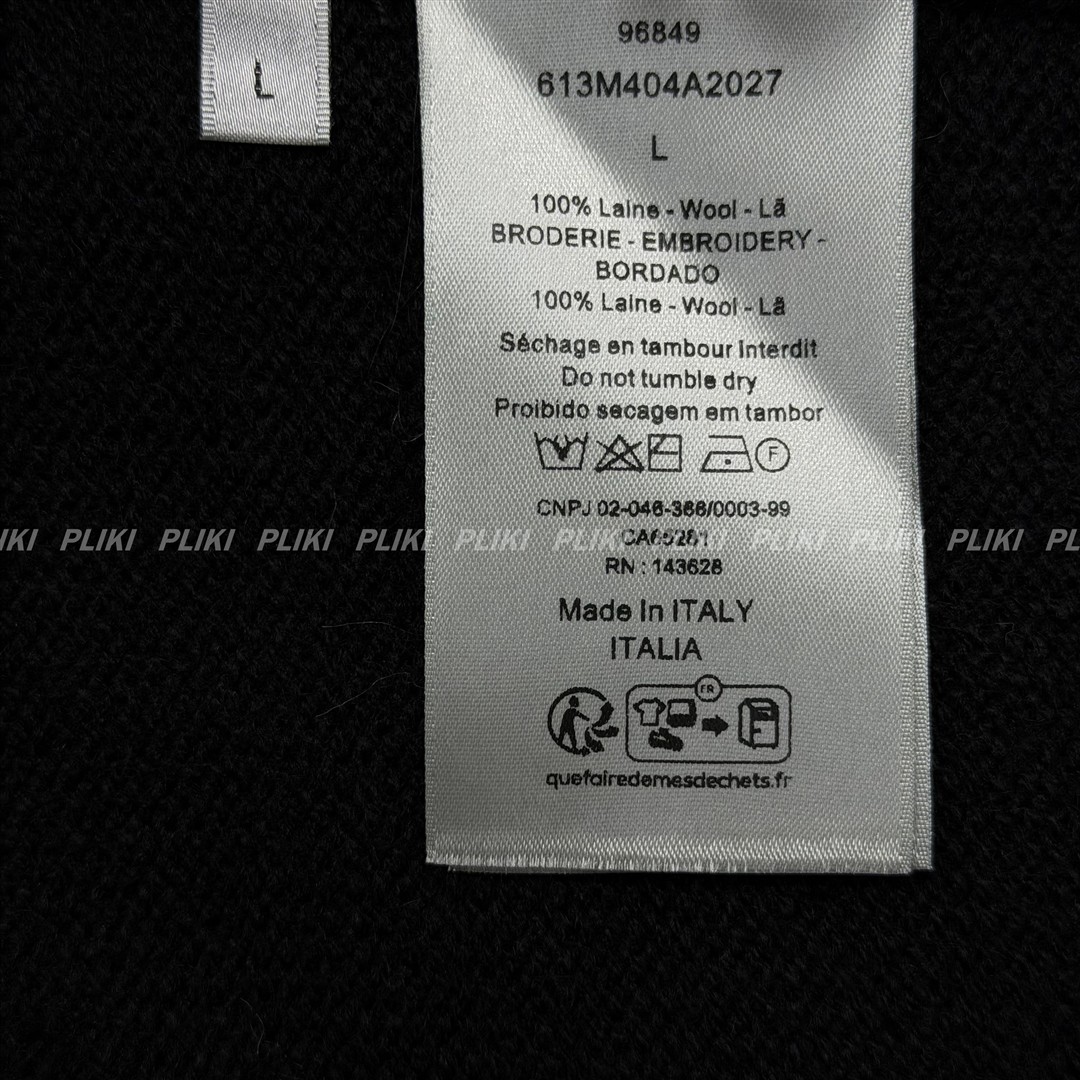 L
96849
613M404A2027
L
100% Laine - Wool - Lã
BRODERIE - EMBROIDERY -
BORDADO
100% Laine - Wool - Lã
Séchage en tambour Interdit
Do not tumble dry
Proibido secagem em tambor
F
CNPJ 02-046-386/0003-99
PLIKI PLIKI PLIKI PLIKI PLIKI PLIKI PLIKI PLIKI PLIKI
CA65281
RN : 143628
Made In ITALY
ITALIA
FR
quefairedemesdechets.fr